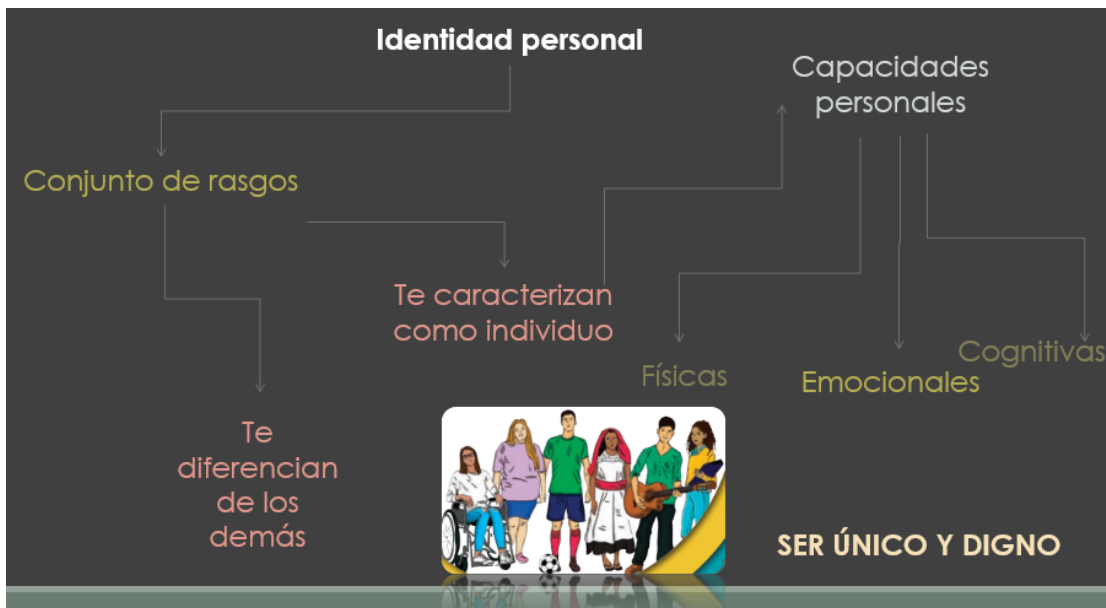 Identidad personal
Capacidades
personales
Conjunto de rasgos
Te caracterizan
como individuo
Físicas
Emocionales
Cognitivas
Te
diferencian
de los
demás
SER ÚNICO Y DIGNO